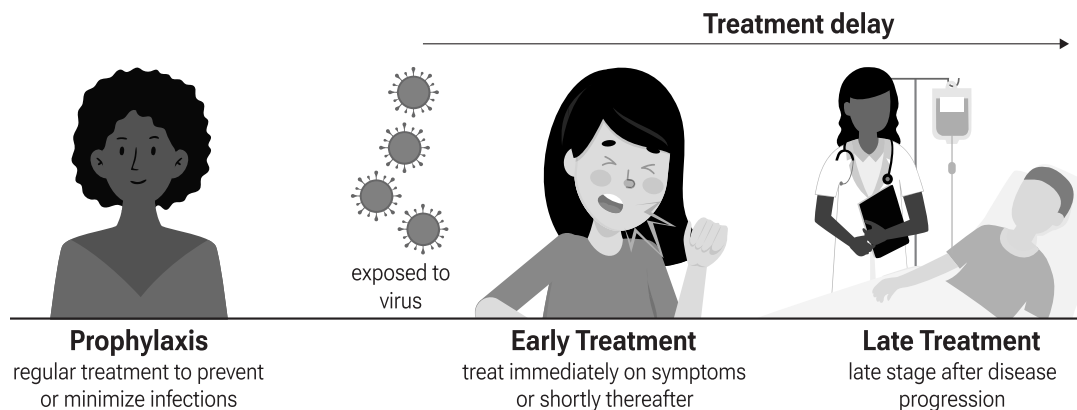 Treatment delay
exposed to
virus
Prophylaxis
regular treatment to prevent
or minimize infections
Early Treatment
treat immediately on symptoms
or shortly thereafter
Late Treatment
late stage after disease
progression